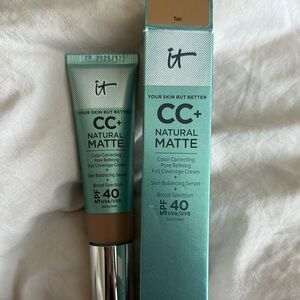 it
YOUR SKIN BUT BETTER
CC+
NATURAL
MATTE
Color Correcting
Pore Refining
Full Coverage Cream
+
Skin Balancing Serum
+
Broad Spectrum
SPF 40
UVA/UVB
Sunscreen
Tan
it
YOUR SKIN BUT BETTER
CC+
NATURAL
MATTE
Color Correcting
Pore Refining
Full Coverage Cream
+
Skin Balancing Serum
+
Broad Spectrum
SPF 40
UVA/UVB
Sunscreen